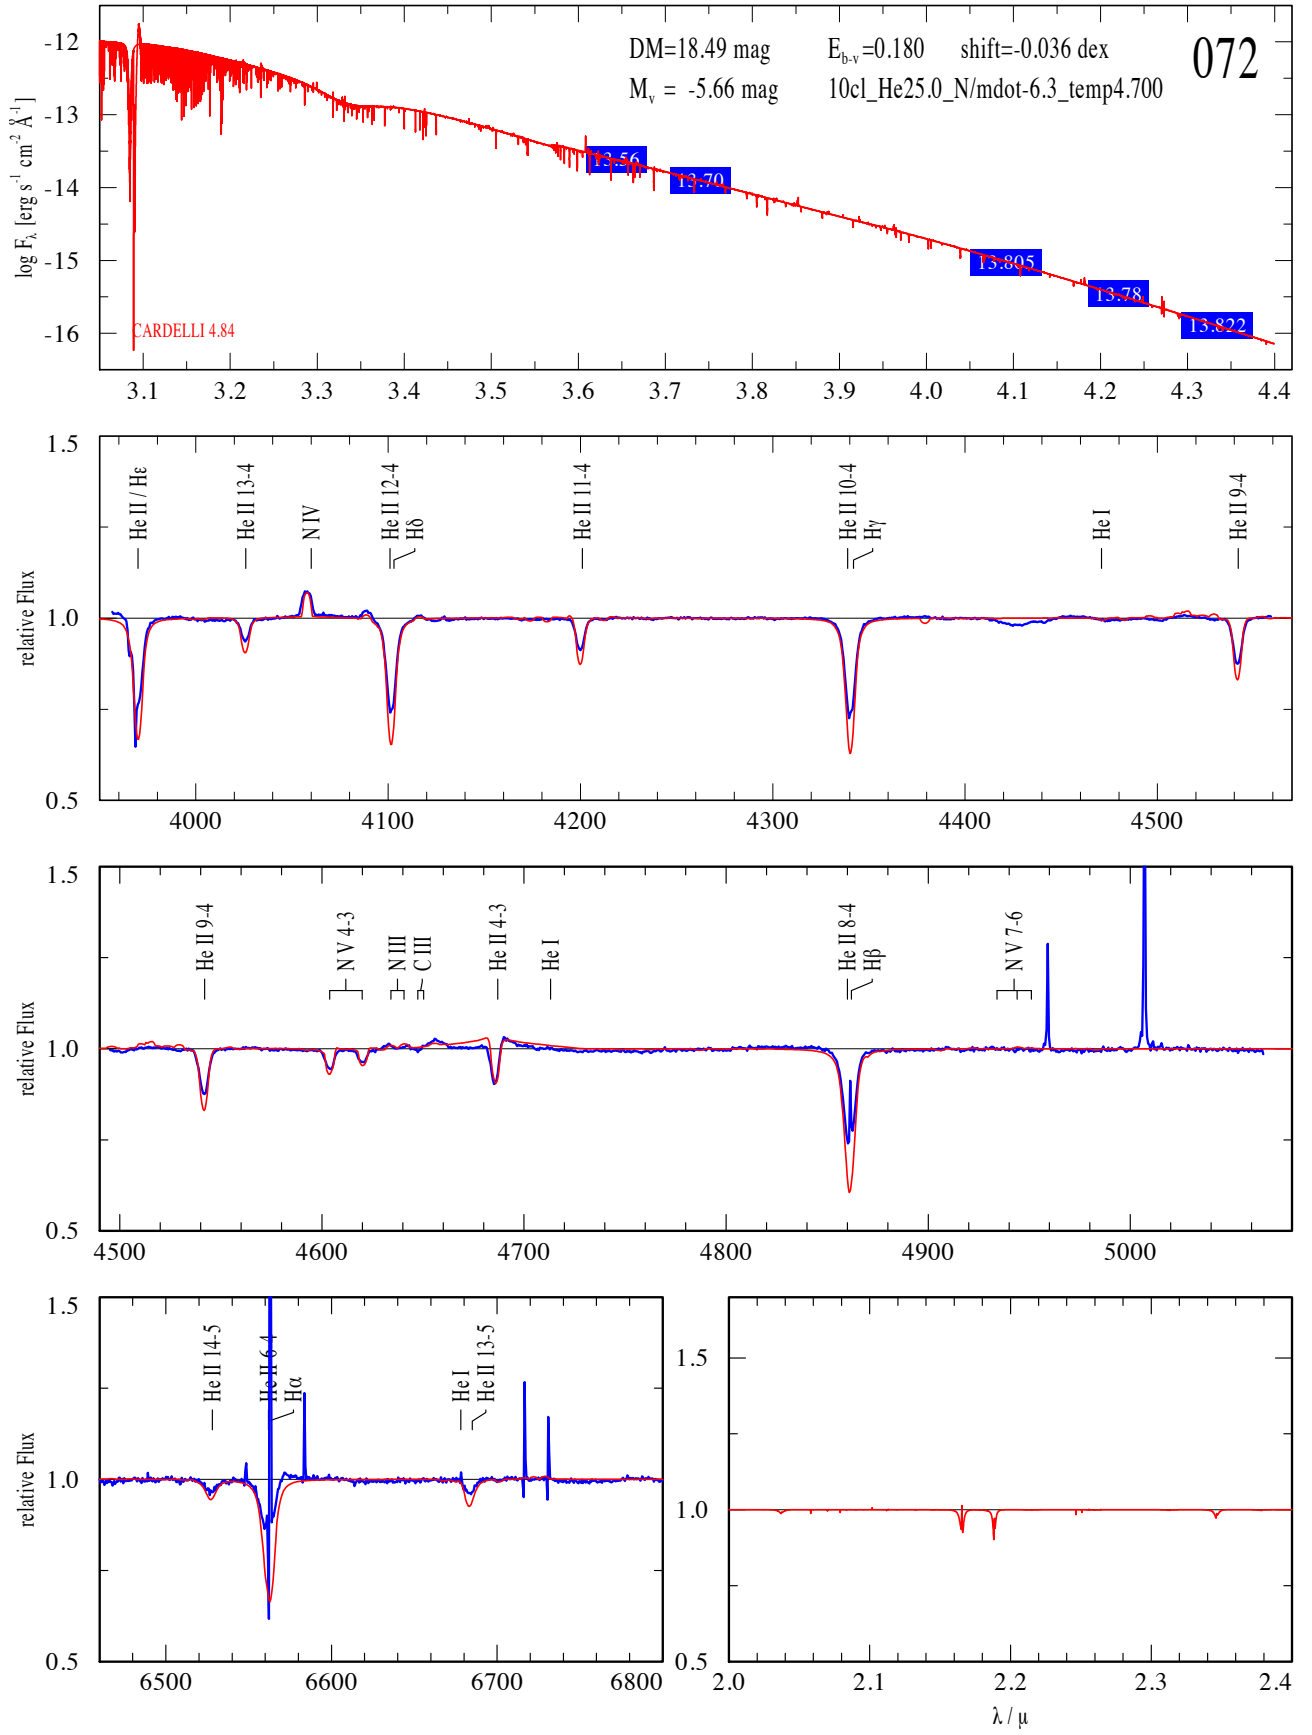 DM=18.49 mag E_b-v=0.180 shift=-0.036 dex 072
M_v = -5.66 mag 10cl_He25.0_N/mdot-6.3_temp4.700
log F_λ [erg s⁻¹ cm⁻² Å⁻¹]
-12
-13
-14
-15
-16
13.56
13.70
13.805
13.78
13.822
CARDELLI 4.84
3.1 3.2 3.3 3.4 3.5 3.6 3.7 3.8 3.9 4.0 4.1 4.2 4.3 4.4
relative Flux
1.5
1.0
0.5
He II / Hε
He II 13-4
N IV
He II 12-4
Hδ
He II 11-4
He II 10-4
Hγ
He I
He II 9-4
4000 4100 4200 4300 4400 4500
relative Flux
1.5
1.0
0.5
He II 9-4
N V 4-3
N III
C III
He II 4-3
He I
He II 8-4
Hβ
N V 7-6
4500 4600 4700 4800 4900 5000
relative Flux
1.5
1.0
0.5
He II 14-5
He II 6-4
Hα
He I
He II 13-5
6500 6600 6700 6800
1.5
1.0
0.5
2.0 2.1 2.2 2.3 2.4
λ / μ